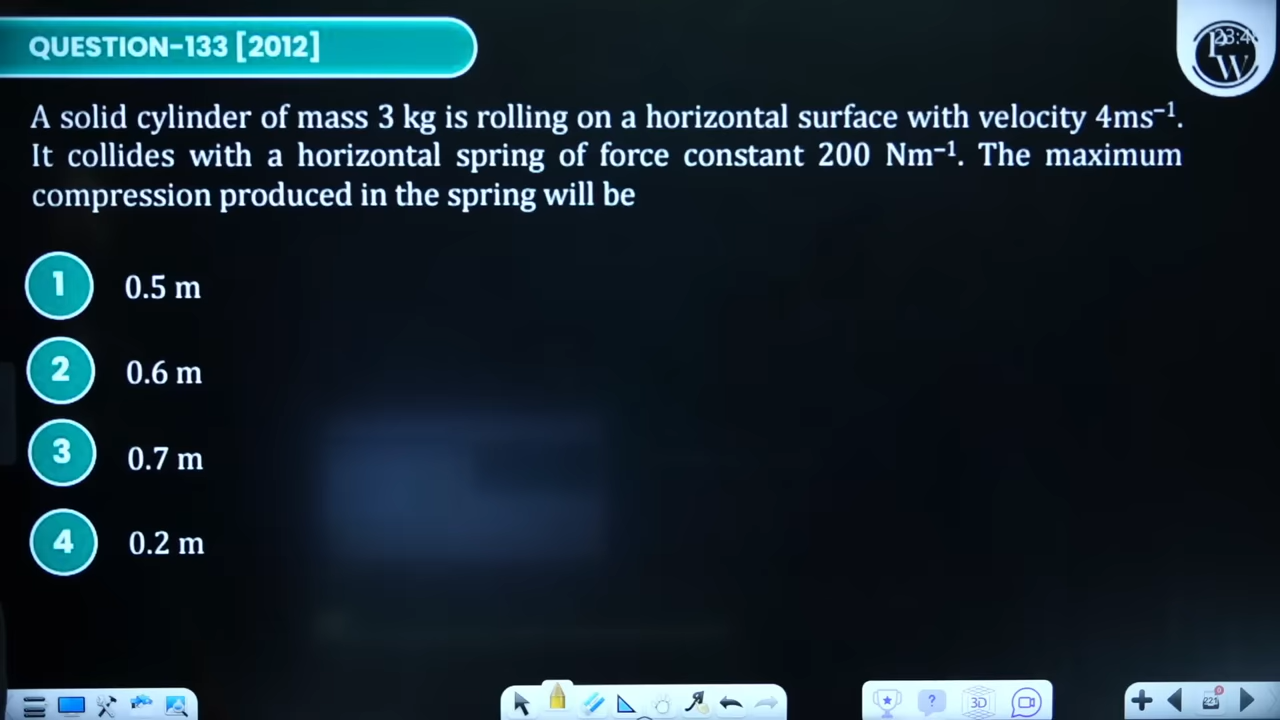 QUESTION-133 [2012]
A solid cylinder of mass 3 kg is rolling on a horizontal surface with velocity 4ms⁻¹.
It collides with a horizontal spring of force constant 200 Nm⁻¹. The maximum
compression produced in the spring will be
1 0.5 m
2 0.6 m
3 0.7 m
4 0.2 m
3D